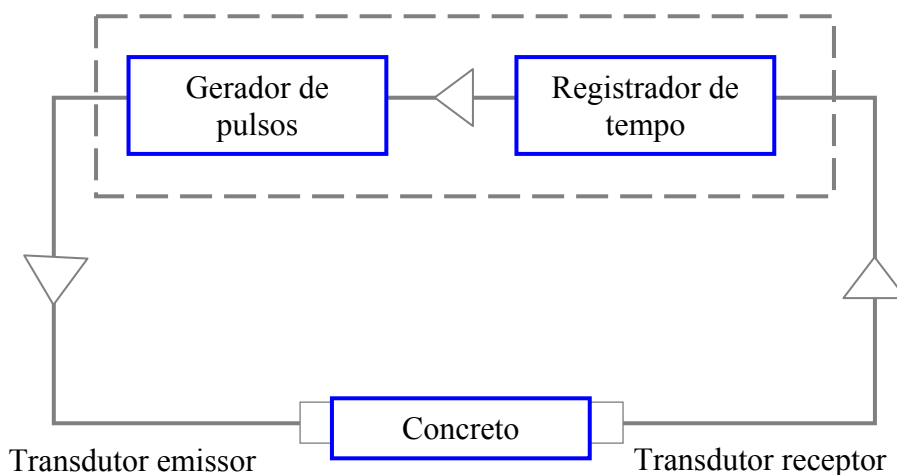 Gerador de
pulsos
Registrador de
tempo
Concreto
Transdutor emissor
Transdutor receptor